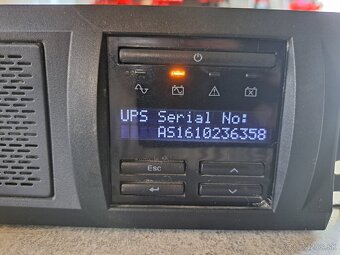 UPS Serial No:
AS1610236358
Esc